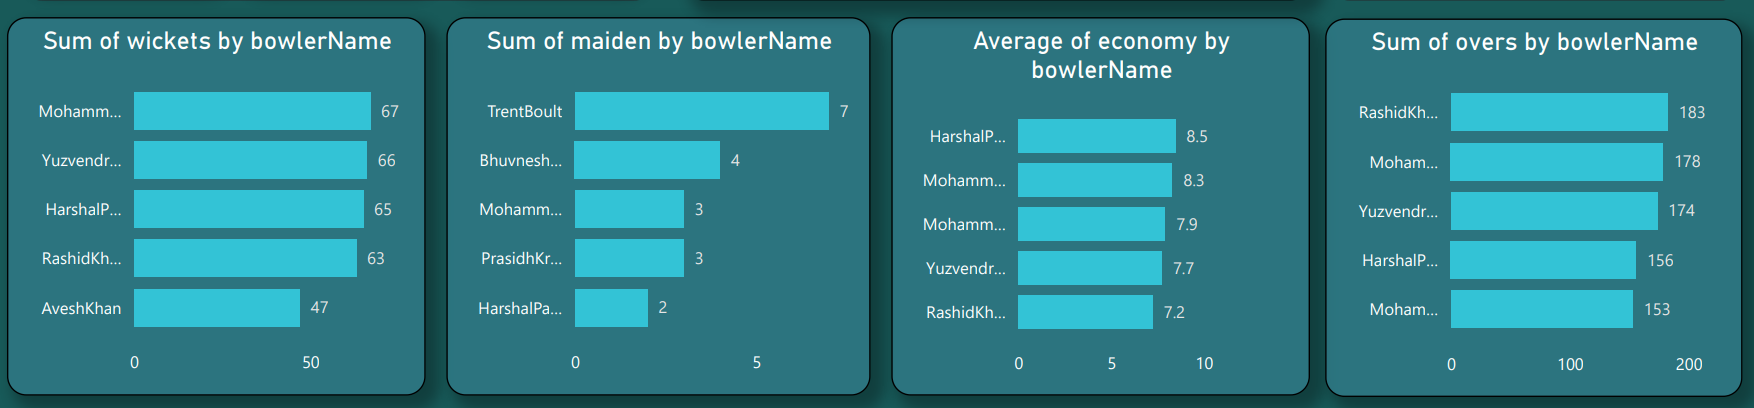 Sum of wickets by bowlerName
Mohamm... 67
Yuzvendr... 66
HarshalP... 65
RashidKh... 63
AveshKhan 47
0 50
Sum of maiden by bowlerName
TrentBoult 7
Bhuvnesh... 4
Mohamm... 3
PrasidhKr... 3
HarshalPa... 2
0 5
Average of economy by
bowlerName
HarshalP... 8.5
Mohamm... 8.3
Mohamm... 7.9
Yuzvendr... 7.7
RashidKh... 7.2
0 5 10
Sum of overs by bowlerName
RashidKh... 183
Moham... 178
Yuzvendr... 174
HarshalP... 156
Moham... 153
0 100 200